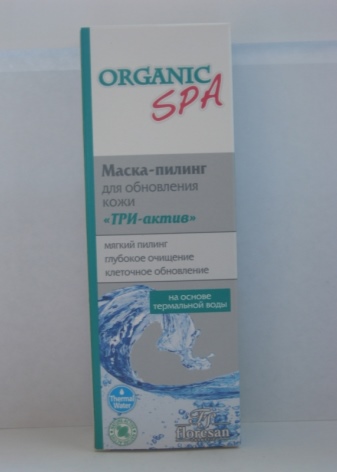 ORGANIC
SPA
Маска-пилинг
для обновления
кожи
«ТРИ-актив»
мягкий пилинг
глубокое очищение
клеточное обновление
на основе
термальной воды
Thermal
Water
floresan